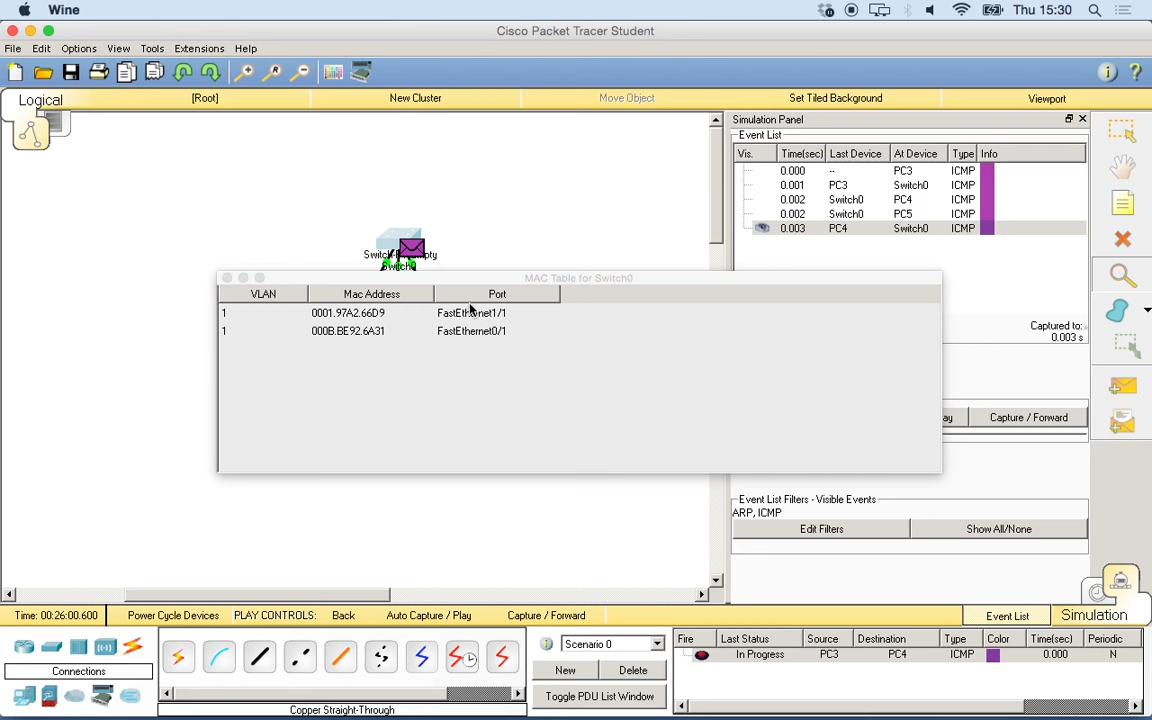 Wine
Thu 15:30
Cisco Packet Tracer Student
File Edit Options View Tools Extensions Help
Logical
[Root]
New Cluster
Move Object
Set Tiled Background
Viewport
Simulation Panel
Event List
Vis. Time(sec) Last Device At Device Type Info
0.000 -- PC3 ICMP
0.001 PC3 Switch0 ICMP
0.002 Switch0 PC4 ICMP
0.002 Switch0 PC5 ICMP
0.003 PC4 Switch0 ICMP
Switch0
MAC Table for Switch0
VLAN Mac Address Port
1 0001.97A2.66D9 FastEthernet1/1
1 000B.BE92.6A31 FastEthernet0/1
Captured to:
0.003 s
ay
Capture / Forward
Event List Filters - Visible Events
ARP, ICMP
Edit Filters
Show All/None
Time: 00:26:00.600
Power Cycle Devices
PLAY CONTROLS:
Back
Auto Capture / Play
Capture / Forward
Event List
Simulation
Connections
Copper Straight-Through
Scenario 0
New
Delete
Toggle PDU List Window
Fire Last Status Source Destination Type Color Time(sec) Periodic
In Progress PC3 PC4 ICMP 0.000 N